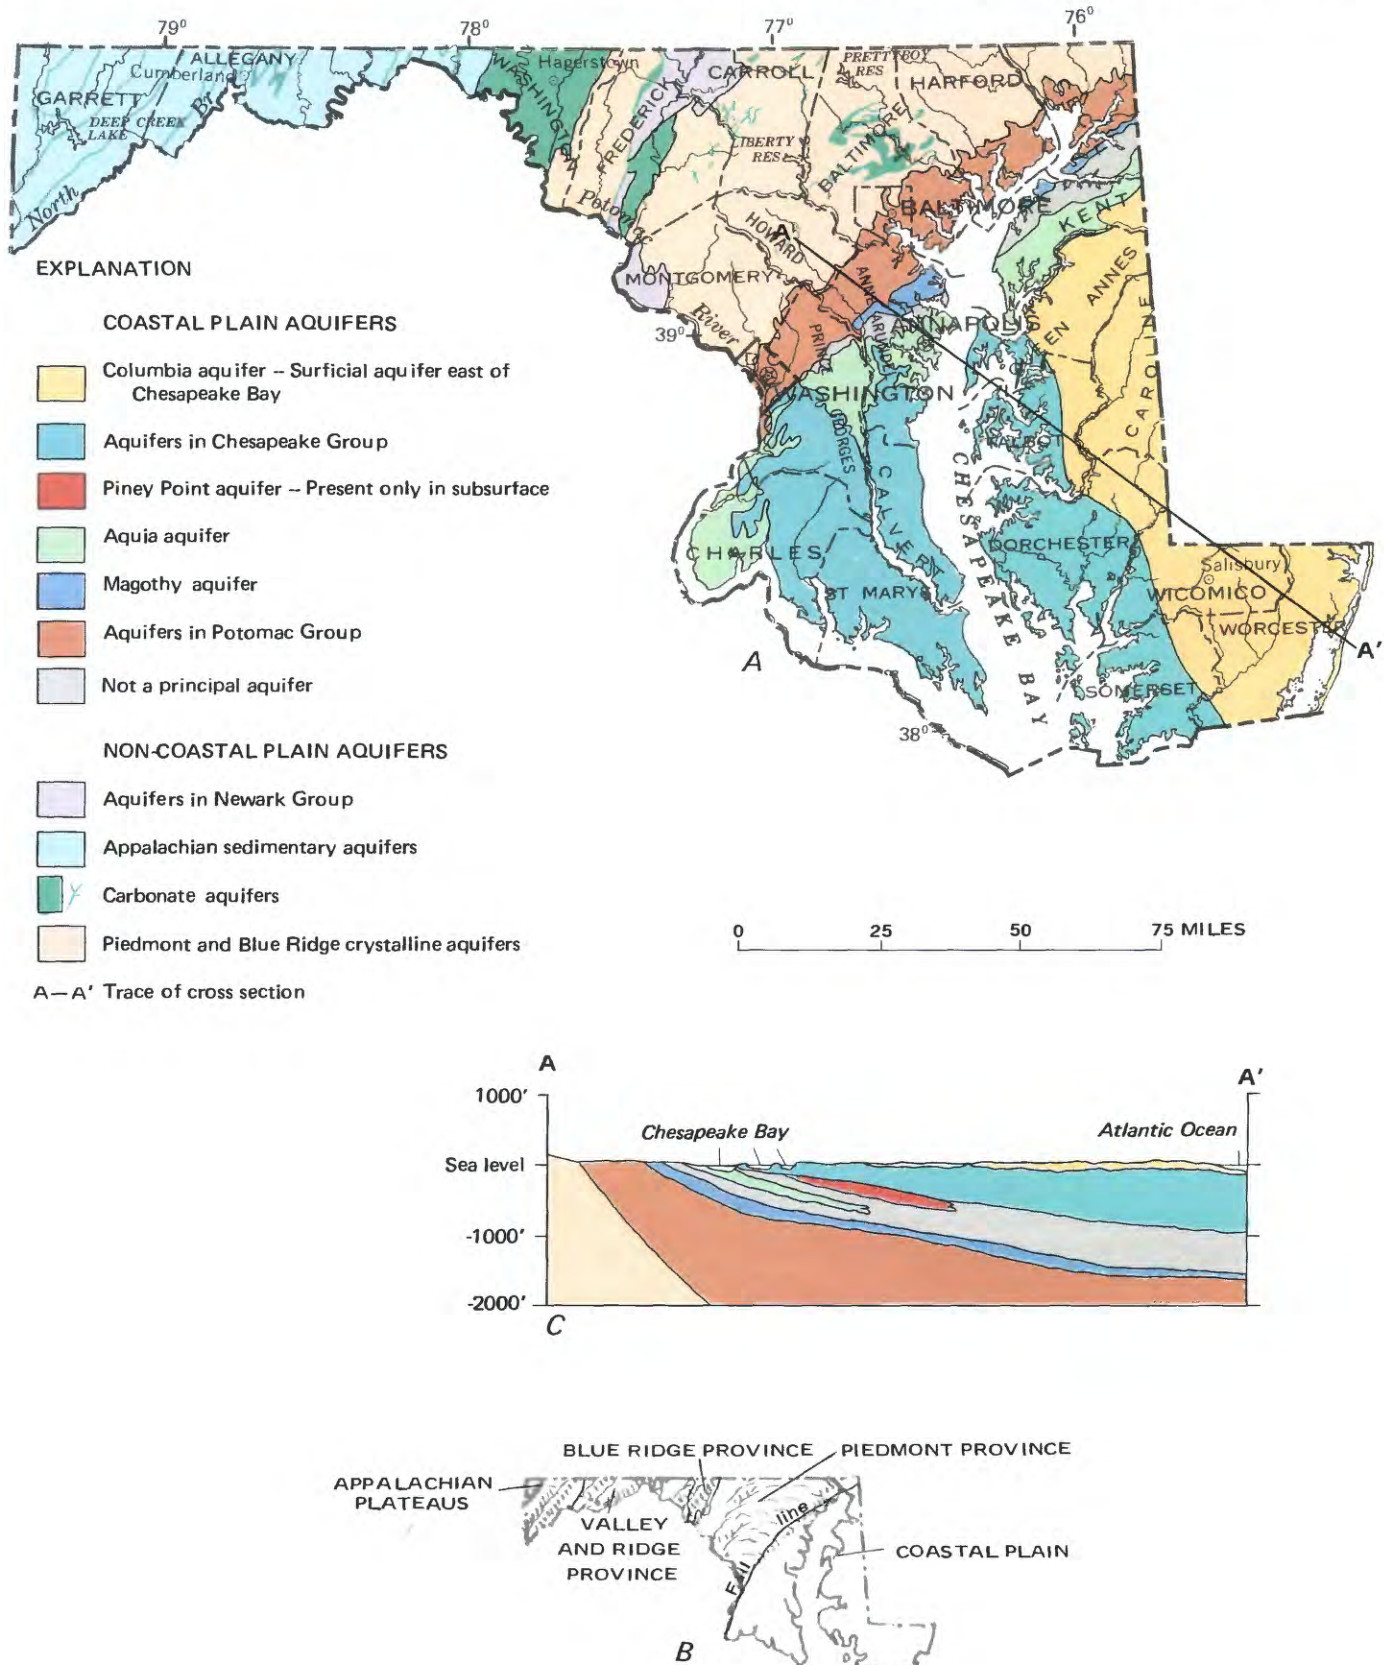 79°
78°
77°
76°
ALLEGANY
Cumberland
GARRETT
DEEP CREEK
LAKE
North
Br
WASHINGTON
Hagerstown
FREDERICK
CARROLL
PRETTYBOY
RES
HARFORD
LIBERTY
RES
BALTIMORE
Potomac
River
BALTIMORE
KENT
A
HOWARD
MONTGOMERY
ANNE
ARUNDEL
QUEEN
ANNES
CAROLINE
39°
PRINCE
GEORGES
ANNAPOLIS
WASHINGTON
TALBOT
CALVERT
CHESAPEAKE BAY
CHARLES
DORCHESTER
ST MARYS
Salisbury
WICOMICO
WORCESTER
A'
SOMERSET
38°
A
EXPLANATION
COASTAL PLAIN AQUIFERS
Columbia aquifer – Surficial aquifer east of
Chesapeake Bay
Aquifers in Chesapeake Group
Piney Point aquifer – Present only in subsurface
Aquia aquifer
Magothy aquifer
Aquifers in Potomac Group
Not a principal aquifer
NON-COASTAL PLAIN AQUIFERS
Aquifers in Newark Group
Appalachian sedimentary aquifers
Carbonate aquifers
Piedmont and Blue Ridge crystalline aquifers
A—A' Trace of cross section
0 25 50 75 MILES
A
A'
1000'
Chesapeake Bay
Atlantic Ocean
Sea level
-1000'
-2000'
C
BLUE RIDGE PROVINCE
PIEDMONT PROVINCE
APPALACHIAN
PLATEAUS
VALLEY
AND RIDGE
PROVINCE
Fall line
COASTAL PLAIN
B